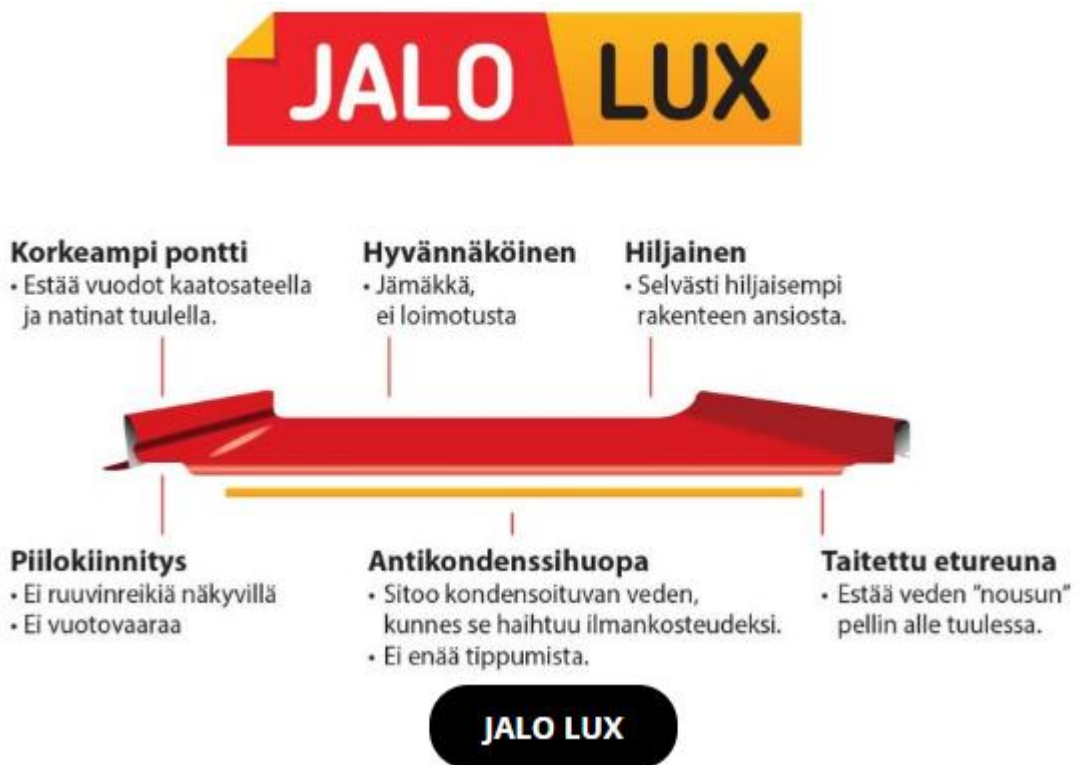 JALO LUX
Korkeampi pontti
• Estää vuodot kaatosateella
ja natinat tuulella.
Hyvännäköinen
• Jämäkkä,
ei loimotusta
Hiljainen
• Selvästi hiljaisempi
rakenteen ansiosta.
Piilokiinnitys
• Ei ruuvinreikiä näkyvillä
• Ei vuotovaaraa
Antikondenssihuopa
• Sitoo kondensoituvan veden,
kunnes se haihtuu ilmankosteudeksi.
• Ei enää tippumista.
Taitettu etureuna
• Estää veden "nousun"
pellin alle tuulessa.
JALO LUX